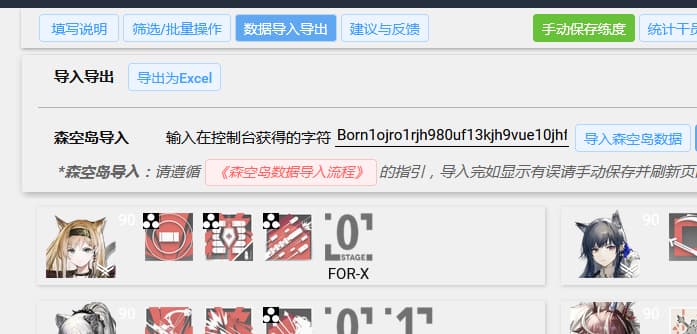 填写说明 筛选/批量操作 数据导入导出 建议与反馈 手动保存练度 统计干员
导入导出 导出为Excel
森空岛导入 输入在控制台获得的字符 Born1ojro1rjh980uf13kjh9vue10jhf 导入森空岛数据
*森空岛导入：请遵循 《森空岛数据导入流程》 的指引，导入完如显示有误请手动保存并刷新页面
90 01 90
STAGE
FOR-X
90 01 1 90